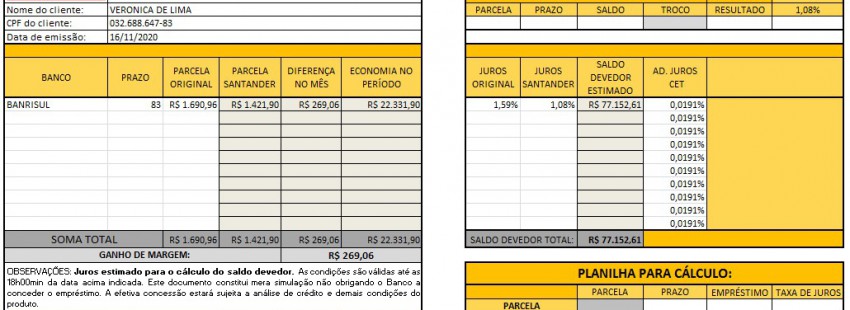 Nome do cliente: VERONICA DE LIMA
CPF do cliente: 032.688.647-83
Data de emissão: 16/11/2020
BANCO PRAZO PARCELA ORIGINAL PARCELA SANTANDER DIFERENÇA NO MÊS ECONOMIA NO PERÍODO
BANRISUL 83 R$ 1.690,96 R$ 1.421,90 R$ 269,06 R$ 22.331,90
SOMA TOTAL R$ 1.690,96 R$ 1.421,90 R$ 269,06 R$ 22.331,90
GANHO DE MARGEM: R$ 269,06
OBSERVAÇÕES: Juros estimado para o cálculo do saldo devedor. As condições são válidas até as
18h00min da data acima indicada. Este documento constitui mera simulação não obrigando o Banco a
conceder o empréstimo. A efetiva concessão estará sujeita a análise de crédito e demais condições do
produto.
PARCELA PRAZO SALDO TROCO RESULTADO 1,08%
JUROS ORIGINAL JUROS SANTANDER SALDO DEVEDOR ESTIMADO AD. JUROS CET
1,59% 1,08% R$ 77.152,61 0,0191%
0,0191%
0,0191%
0,0191%
0,0191%
0,0191%
0,0191%
0,0191%
0,0191%
0,0191%
SALDO DEVEDOR TOTAL: R$ 77.152,61
PLANILHA PARA CÁLCULO:
PARCELA PRAZO EMPRÉSTIMO TAXA DE JUROS
PARCELA